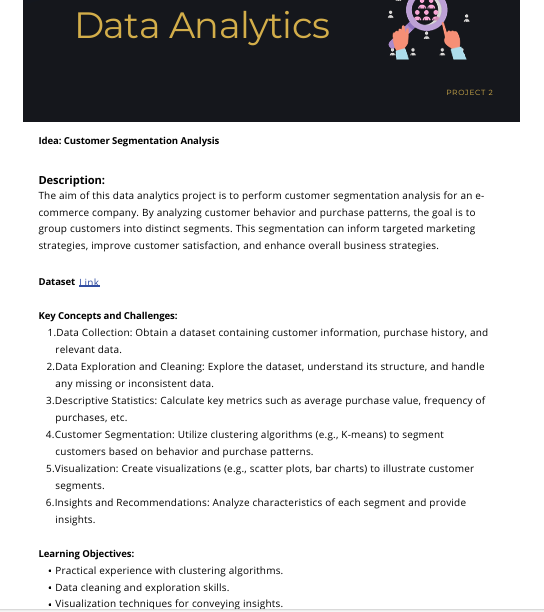 Data Analytics
PROJECT 2
Idea: Customer Segmentation Analysis
Description:
The aim of this data analytics project is to perform customer segmentation analysis for an e-
commerce company. By analyzing customer behavior and purchase patterns, the goal is to
group customers into distinct segments. This segmentation can inform targeted marketing
strategies, improve customer satisfaction, and enhance overall business strategies.
Dataset Link
Key Concepts and Challenges:
1.Data Collection: Obtain a dataset containing customer information, purchase history, and
relevant data.
2.Data Exploration and Cleaning: Explore the dataset, understand its structure, and handle
any missing or inconsistent data.
3.Descriptive Statistics: Calculate key metrics such as average purchase value, frequency of
purchases, etc.
4.Customer Segmentation: Utilize clustering algorithms (e.g., K-means) to segment
customers based on behavior and purchase patterns.
5.Visualization: Create visualizations (e.g., scatter plots, bar charts) to illustrate customer
segments.
6.Insights and Recommendations: Analyze characteristics of each segment and provide
insights.
Learning Objectives:
• Practical experience with clustering algorithms.
• Data cleaning and exploration skills.
• Visualization techniques for conveying insights.